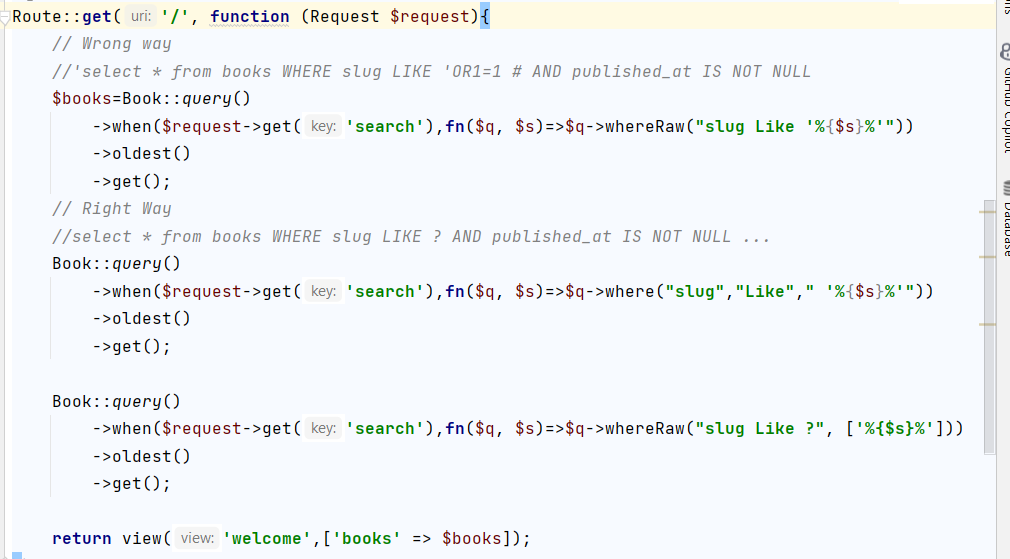 Route::get( uri: '/', function (Request $request){
// Wrong way
//'select * from books WHERE slug LIKE 'OR1=1 # AND published_at IS NOT NULL
$books=Book::query()
->when($request->get( key: 'search'),fn($q, $s)=>$q->whereRaw("slug Like '%{$s}%'"))
->oldest()
->get();
// Right Way
//select * from books WHERE slug LIKE ? AND published_at IS NOT NULL ...
Book::query()
->when($request->get( key: 'search'),fn($q, $s)=>$q->where("slug","Like"," '%{$s}%'"))
->oldest()
->get();
Book::query()
->when($request->get( key: 'search'),fn($q, $s)=>$q->whereRaw("slug Like ?", ['%{$s}%']))
->oldest()
->get();
return view( view: 'welcome',['books' => $books]);
GitHub Copilot
Database